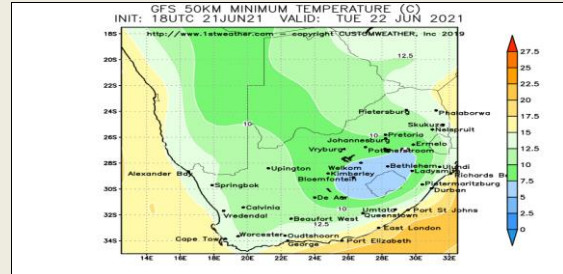 GFS 50KM MINIMUM TEMPERATURE (C)
INIT: 18UTC 21JUN21 VALID: TUE 22 JUN 2021
http://www.1stweather.com — copyright CUSTOMWEATHER, Inc 2019
18S
20S
22S
24S
26S
28S
30S
32S
34S
14E 16E 18E 20E 22E 24E 26E 28E 30E 32E
12.5
10
Pietersburg
Phalaborwa
Skukuza
Nelspruit
10
Pretoria
Johannesburg
Ermelo
Vryburg
Potchefstroom
10
Welkom
Bethlehem
Ulundi
Ladysmith
Upington
Kimberley
Richards
Alexander Bay
Bloemfontein
Springbok
Pietermaritzburg
Durban
De Aar
Calvinia
10
Umtata
Port St Johns
Vredendal
Beaufort West
Queenstown
12.5
East London
Worcester
Oudtshoorn
Cape Town
George
Port Elizabeth
27.5
25
22.5
20
17.5
15
12.5
10
7.5
5
2.5
0